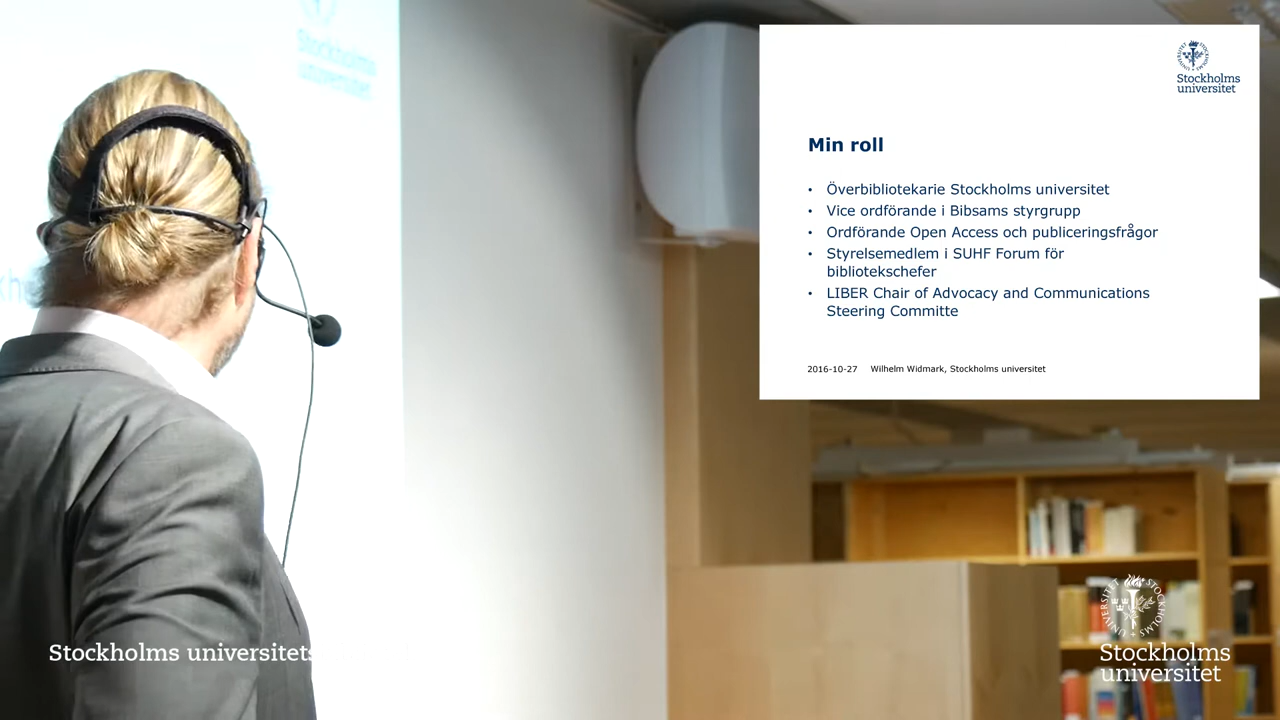 Stockholms
universitet
Min roll
• Överbibliotekarie Stockholms universitet
• Vice ordförande i Bibsams styrgrupp
• Ordförande Open Access och publiceringsfrågor
• Styrelsemedlem i SUHF Forum för
bibliotekschefer
• LIBER Chair of Advocacy and Communications
Steering Committe
2016-10-27 Wilhelm Widmark, Stockholms universitet
Stockholms universitets
Stockholms
universitet